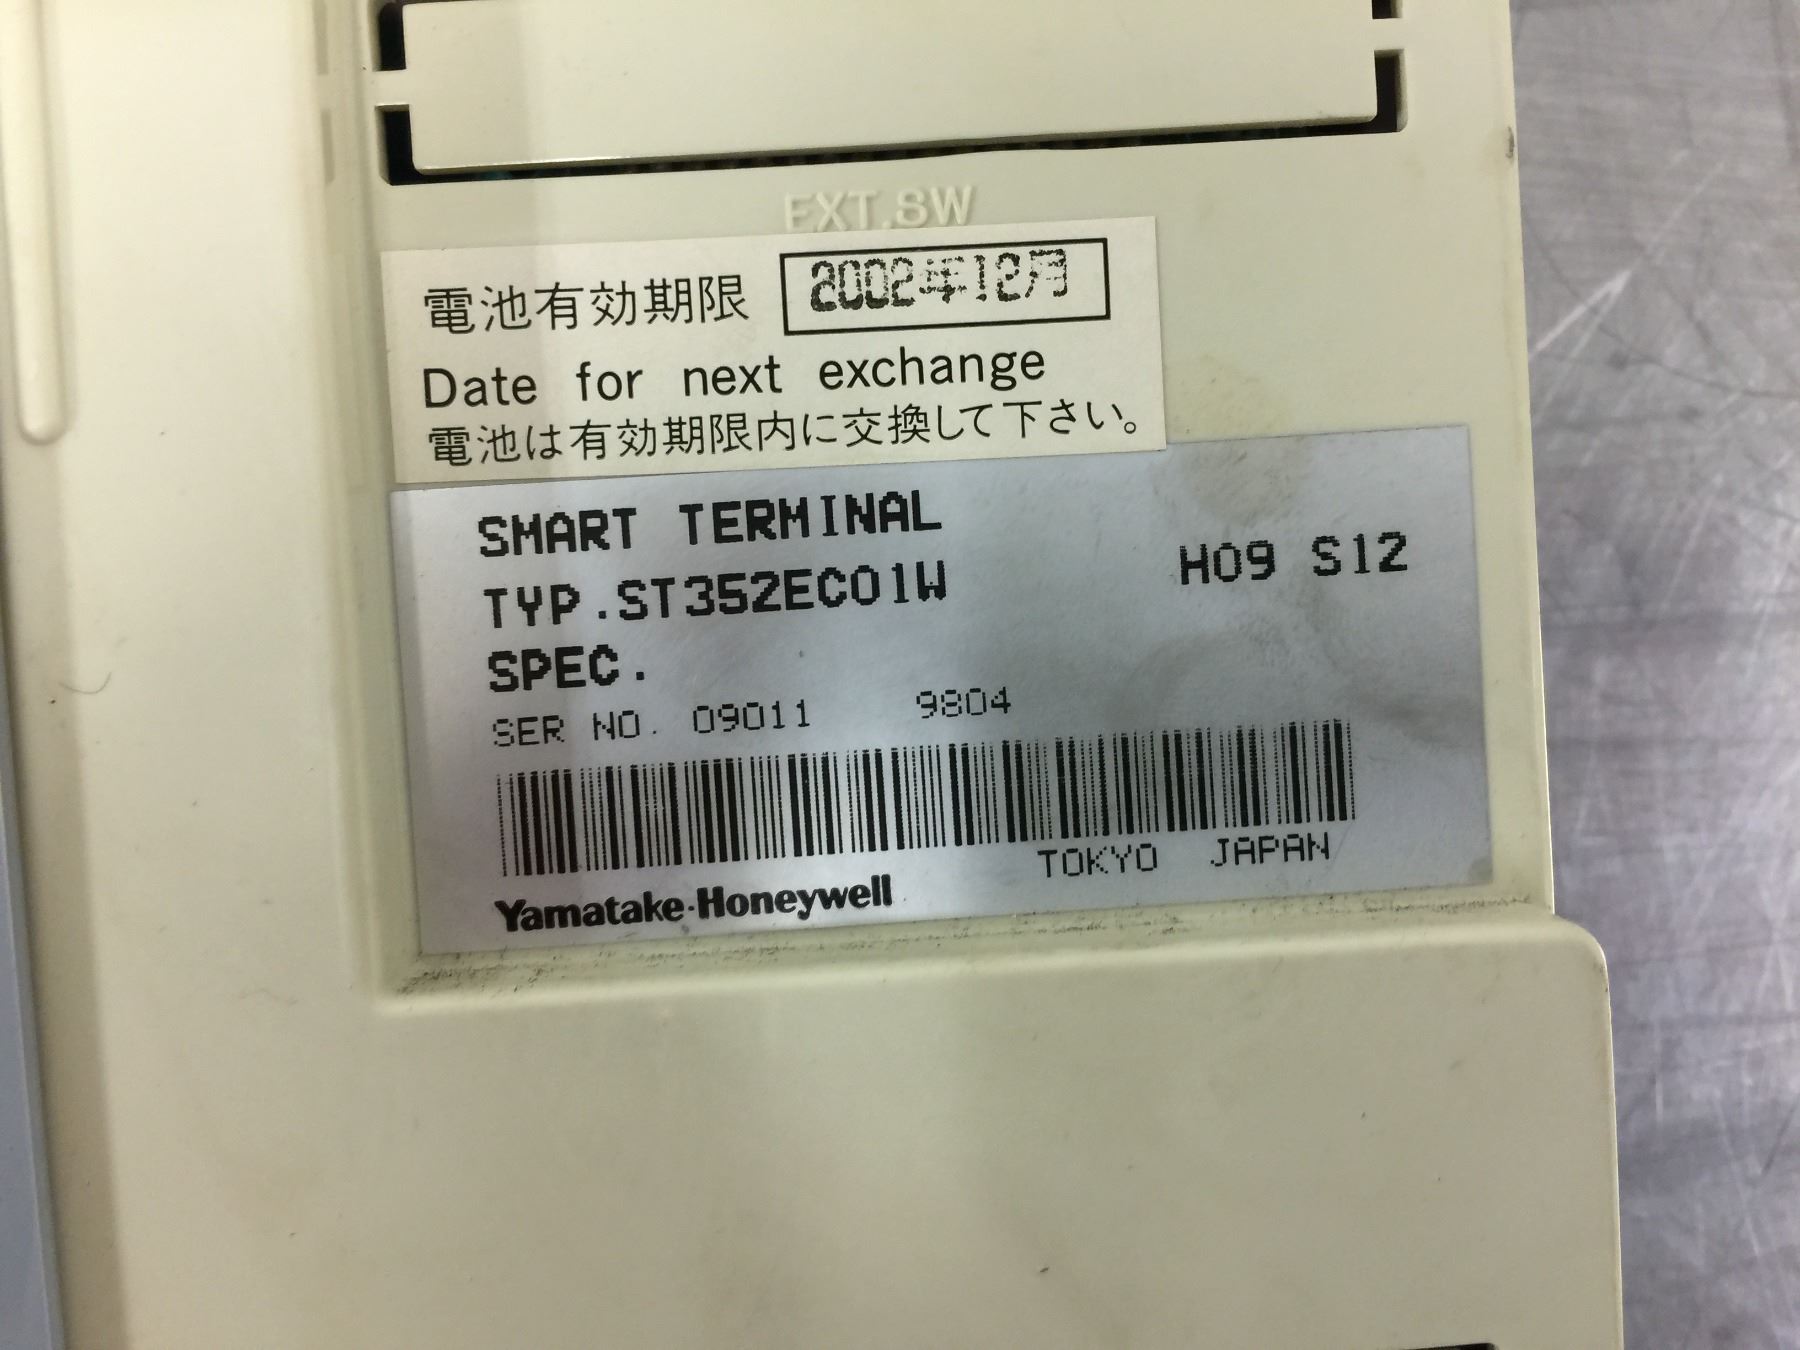 EXT.SW
電池有効期限 2002年12月
Date for next exchange
電池は有効期限内に交換して下さい。
SMART TERMINAL
TYP.ST352EC01W H09 S12
SPEC.
SER NO. 09011 9804
TOKYO JAPAN
Yamatake-Honeywell